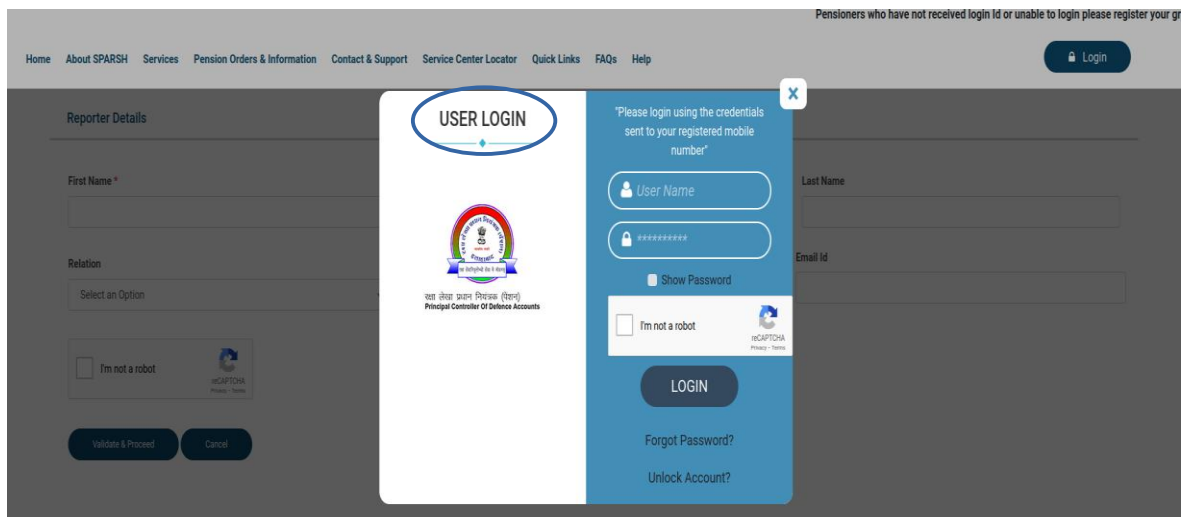 Pensioners who have not received login Id or unable to login please register your gr
Home About SPARSH Services Pension Orders & Information Contact & Support Service Center Locator Quick Links FAQs Help
Login
Reporter Details
First Name *
Last Name
Relation
Select an Option
Email Id
I'm not a robot
reCAPTCHA
Privacy - Terms
Validate & Proceed
Cancel
USER LOGIN
रक्षा लेखा प्रधान नियंत्रक (पेंशन)
Principal Controller Of Defence Accounts
X
"Please login using the credentials
sent to your registered mobile
number"
User Name
**********
Show Password
I'm not a robot
reCAPTCHA
Privacy - Terms
LOGIN
Forgot Password?
Unlock Account?